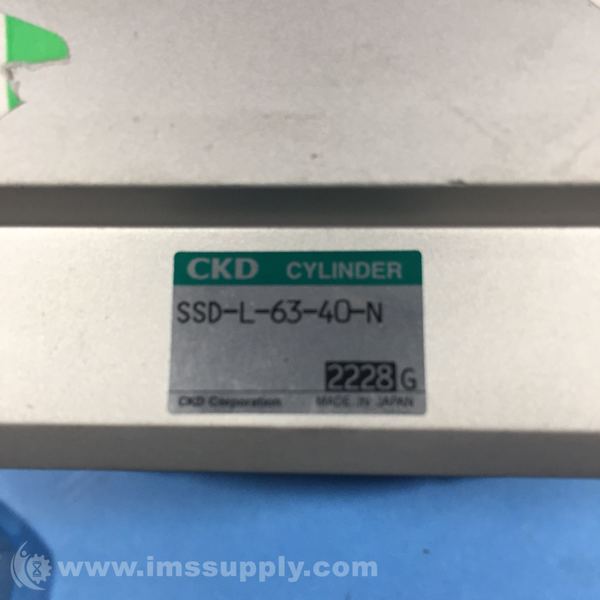 CKD CYLINDER
SSD-L-63-40-N
2228 G
CKD Corporation MADE IN JAPAN
www.imssupply.com